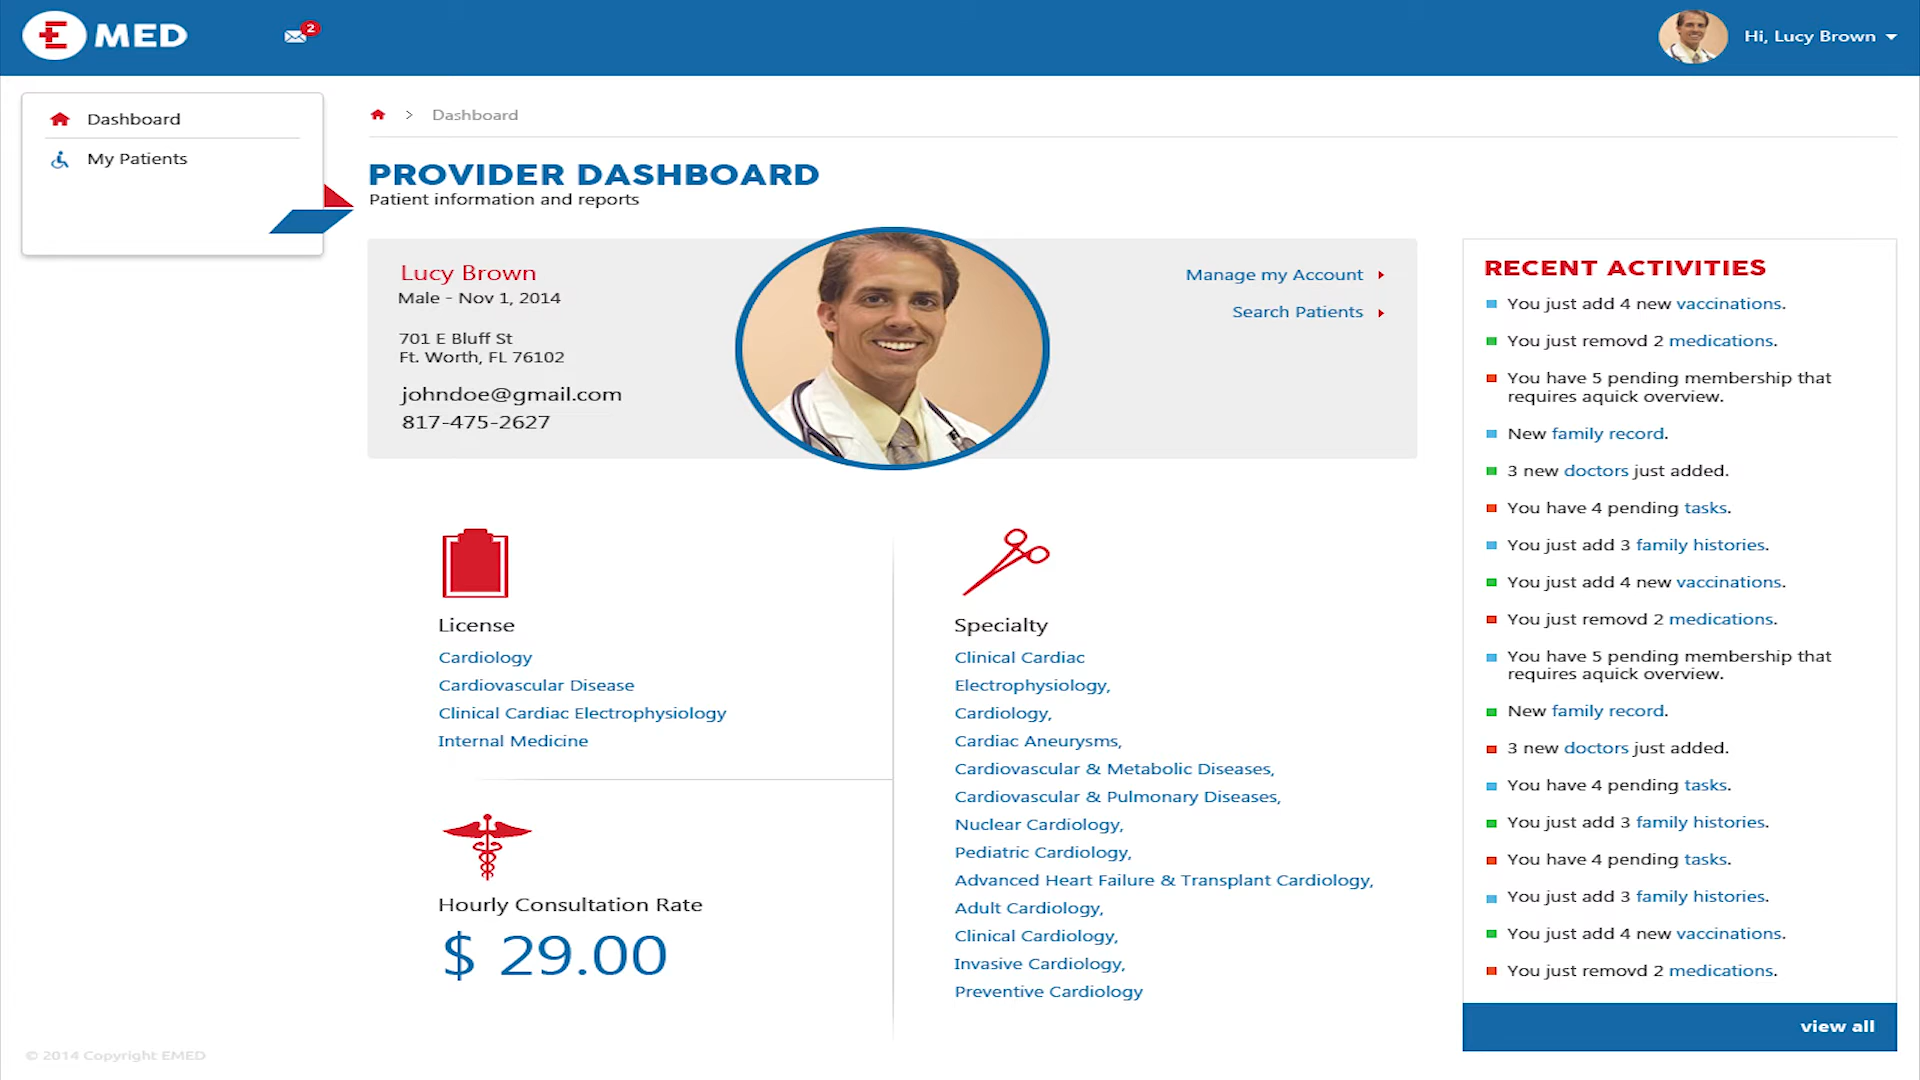 E MED
2
Hi, Lucy Brown
Dashboard
My Patients
> Dashboard
PROVIDER DASHBOARD
Patient information and reports
Lucy Brown
Male - Nov 1, 2014
701 E Bluff St
Ft. Worth, FL 76102
johndoe@gmail.com
817-475-2627
Manage my Account
Search Patients
License
Cardiology
Cardiovascular Disease
Clinical Cardiac Electrophysiology
Internal Medicine
Hourly Consultation Rate
$ 29.00
Specialty
Clinical Cardiac
Electrophysiology,
Cardiology,
Cardiac Aneurysms,
Cardiovascular & Metabolic Diseases,
Cardiovascular & Pulmonary Diseases,
Nuclear Cardiology,
Pediatric Cardiology,
Advanced Heart Failure & Transplant Cardiology,
Adult Cardiology,
Clinical Cardiology,
Invasive Cardiology,
Preventive Cardiology
RECENT ACTIVITIES
You just add 4 new vaccinations.
You just removd 2 medications.
You have 5 pending membership that
requires aquick overview.
New family record.
3 new doctors just added.
You have 4 pending tasks.
You just add 3 family histories.
You just add 4 new vaccinations.
You just removd 2 medications.
You have 5 pending membership that
requires aquick overview.
New family record.
3 new doctors just added.
You have 4 pending tasks.
You just add 3 family histories.
You have 4 pending tasks.
You just add 3 family histories.
You just add 4 new vaccinations.
You just removd 2 medications.
view all
© 2014 Copyright EMED